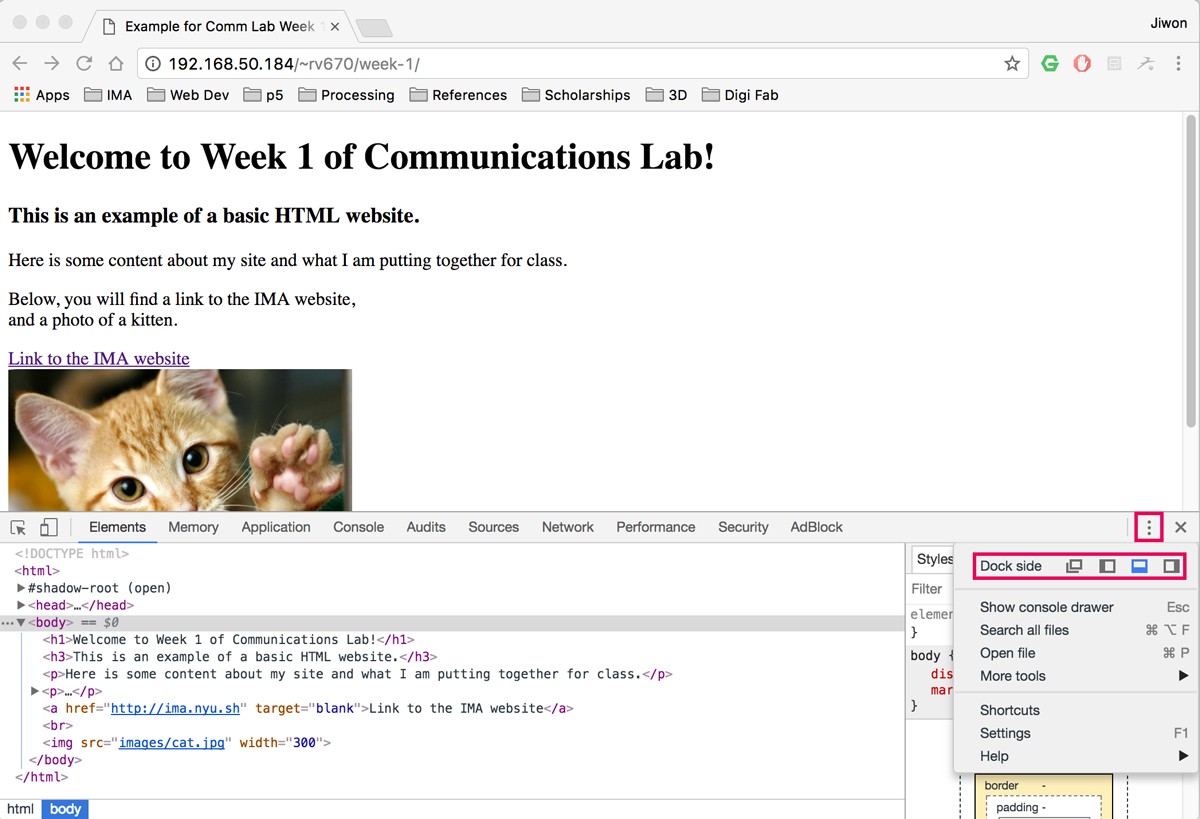 Example for Comm Lab Week 1
Jiwon
192.168.50.184/~rv670/week-1/
Apps IMA Web Dev p5 Processing References Scholarships 3D Digi Fab
Welcome to Week 1 of Communications Lab!
This is an example of a basic HTML website.
Here is some content about my site and what I am putting together for class.
Below, you will find a link to the IMA website,
and a photo of a kitten.
Link to the IMA website
Elements Memory Application Console Audits Sources Network Performance Security AdBlock
<!DOCTYPE html>
<html>
▶#shadow-root (open)
▶<head>…</head>
…▼<body> == $0
<h1>Welcome to Week 1 of Communications Lab!</h1>
<h3>This is an example of a basic HTML website.</h3>
<p>Here is some content about my site and what I am putting together for class.</p>
▶<p>…</p>
<a href="http://ima.nyu.sh" target="blank">Link to the IMA website</a>
<br>
<img src="images/cat.jpg" width="300">
</body>
</html>
html body
Styles
Filter
elemen
}
body {
dis
mar
}
Dock side
Show console drawer Esc
Search all files ⌘ ⌥ F
Open file ⌘ P
More tools ▶
Shortcuts
Settings F1
Help ▶
border -
padding -